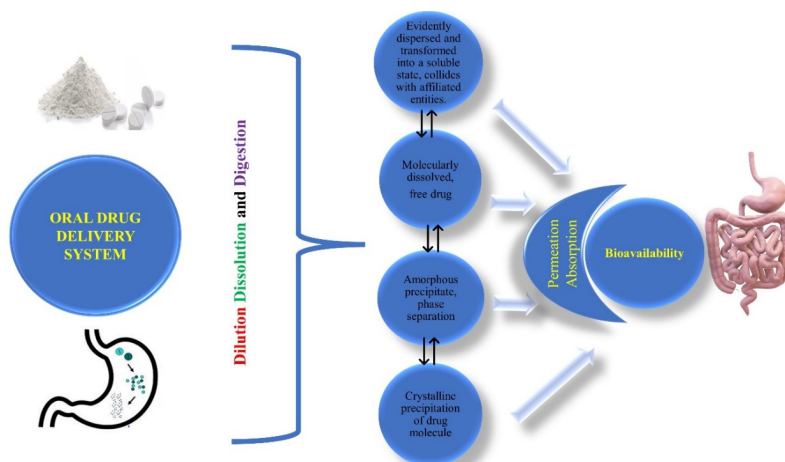 ORAL DRUG
DELIVERY
SYSTEM
Dilution Dissolution and Digestion
Evidently
dispersed and
transformed
into a soluble
state, collides
with affiliated
entities.
Molecularly
dissolved,
free drug
Amorphous
precipitate,
phase
separation
Crystalline
precipitation
of drug
molecule
Permeation
Absorption
Bioavailability